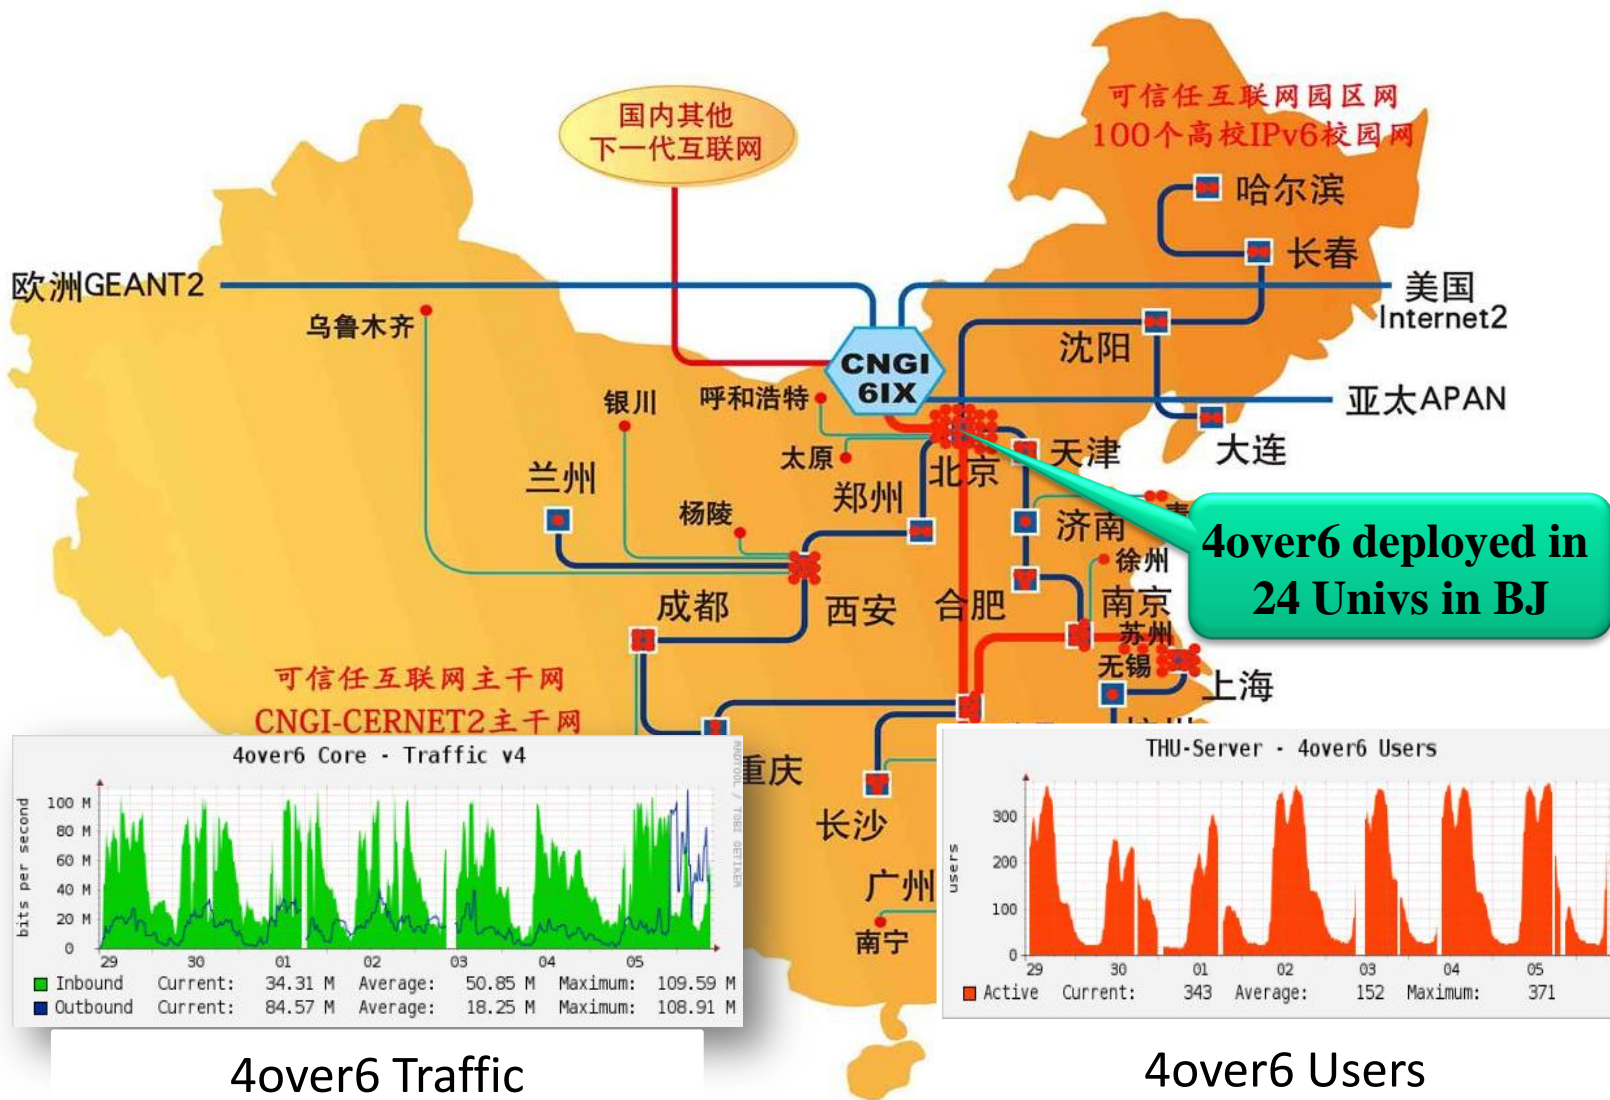 国内其他
下一代互联网
可信任互联网园区网
100个高校IPv6校园网
哈尔滨
长春
欧洲GEANT2
美国
Internet2
乌鲁木齐
沈阳
CNGI
6IX
银川
呼和浩特
亚太APAN
太原
北京
天津
大连
兰州
郑州
杨陵
济南
4over6 deployed in
24 Univs in BJ
徐州
成都
西安
合肥
南京
苏州
无锡
上海
可信任互联网主干网
CNGI-CERNET2主干网
重庆
长沙
广州
南宁
4over6 Core - Traffic v4
RRDTOOL / TOBI OETIKER
bits per second
100 M
80 M
60 M
40 M
20 M
0
29 30 01 02 03 04 05
Inbound Current: 34.31 M Average: 50.85 M Maximum: 109.59 M
Outbound Current: 84.57 M Average: 18.25 M Maximum: 108.91 M
4over6 Traffic
THU-Server - 4over6 Users
users
300
200
100
0
29 30 01 02 03 04 05
Active Current: 343 Average: 152 Maximum: 371
4over6 Users